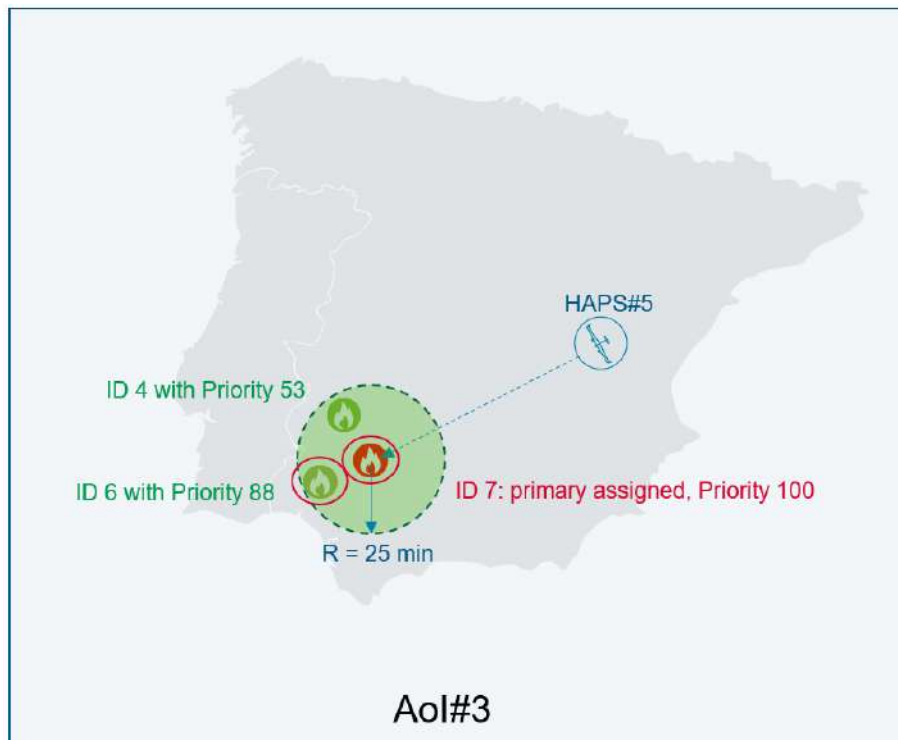 HAPS#5
ID 4 with Priority 53
ID 6 with Priority 88
ID 7: primary assigned, Priority 100
R = 25 min
AoI#3